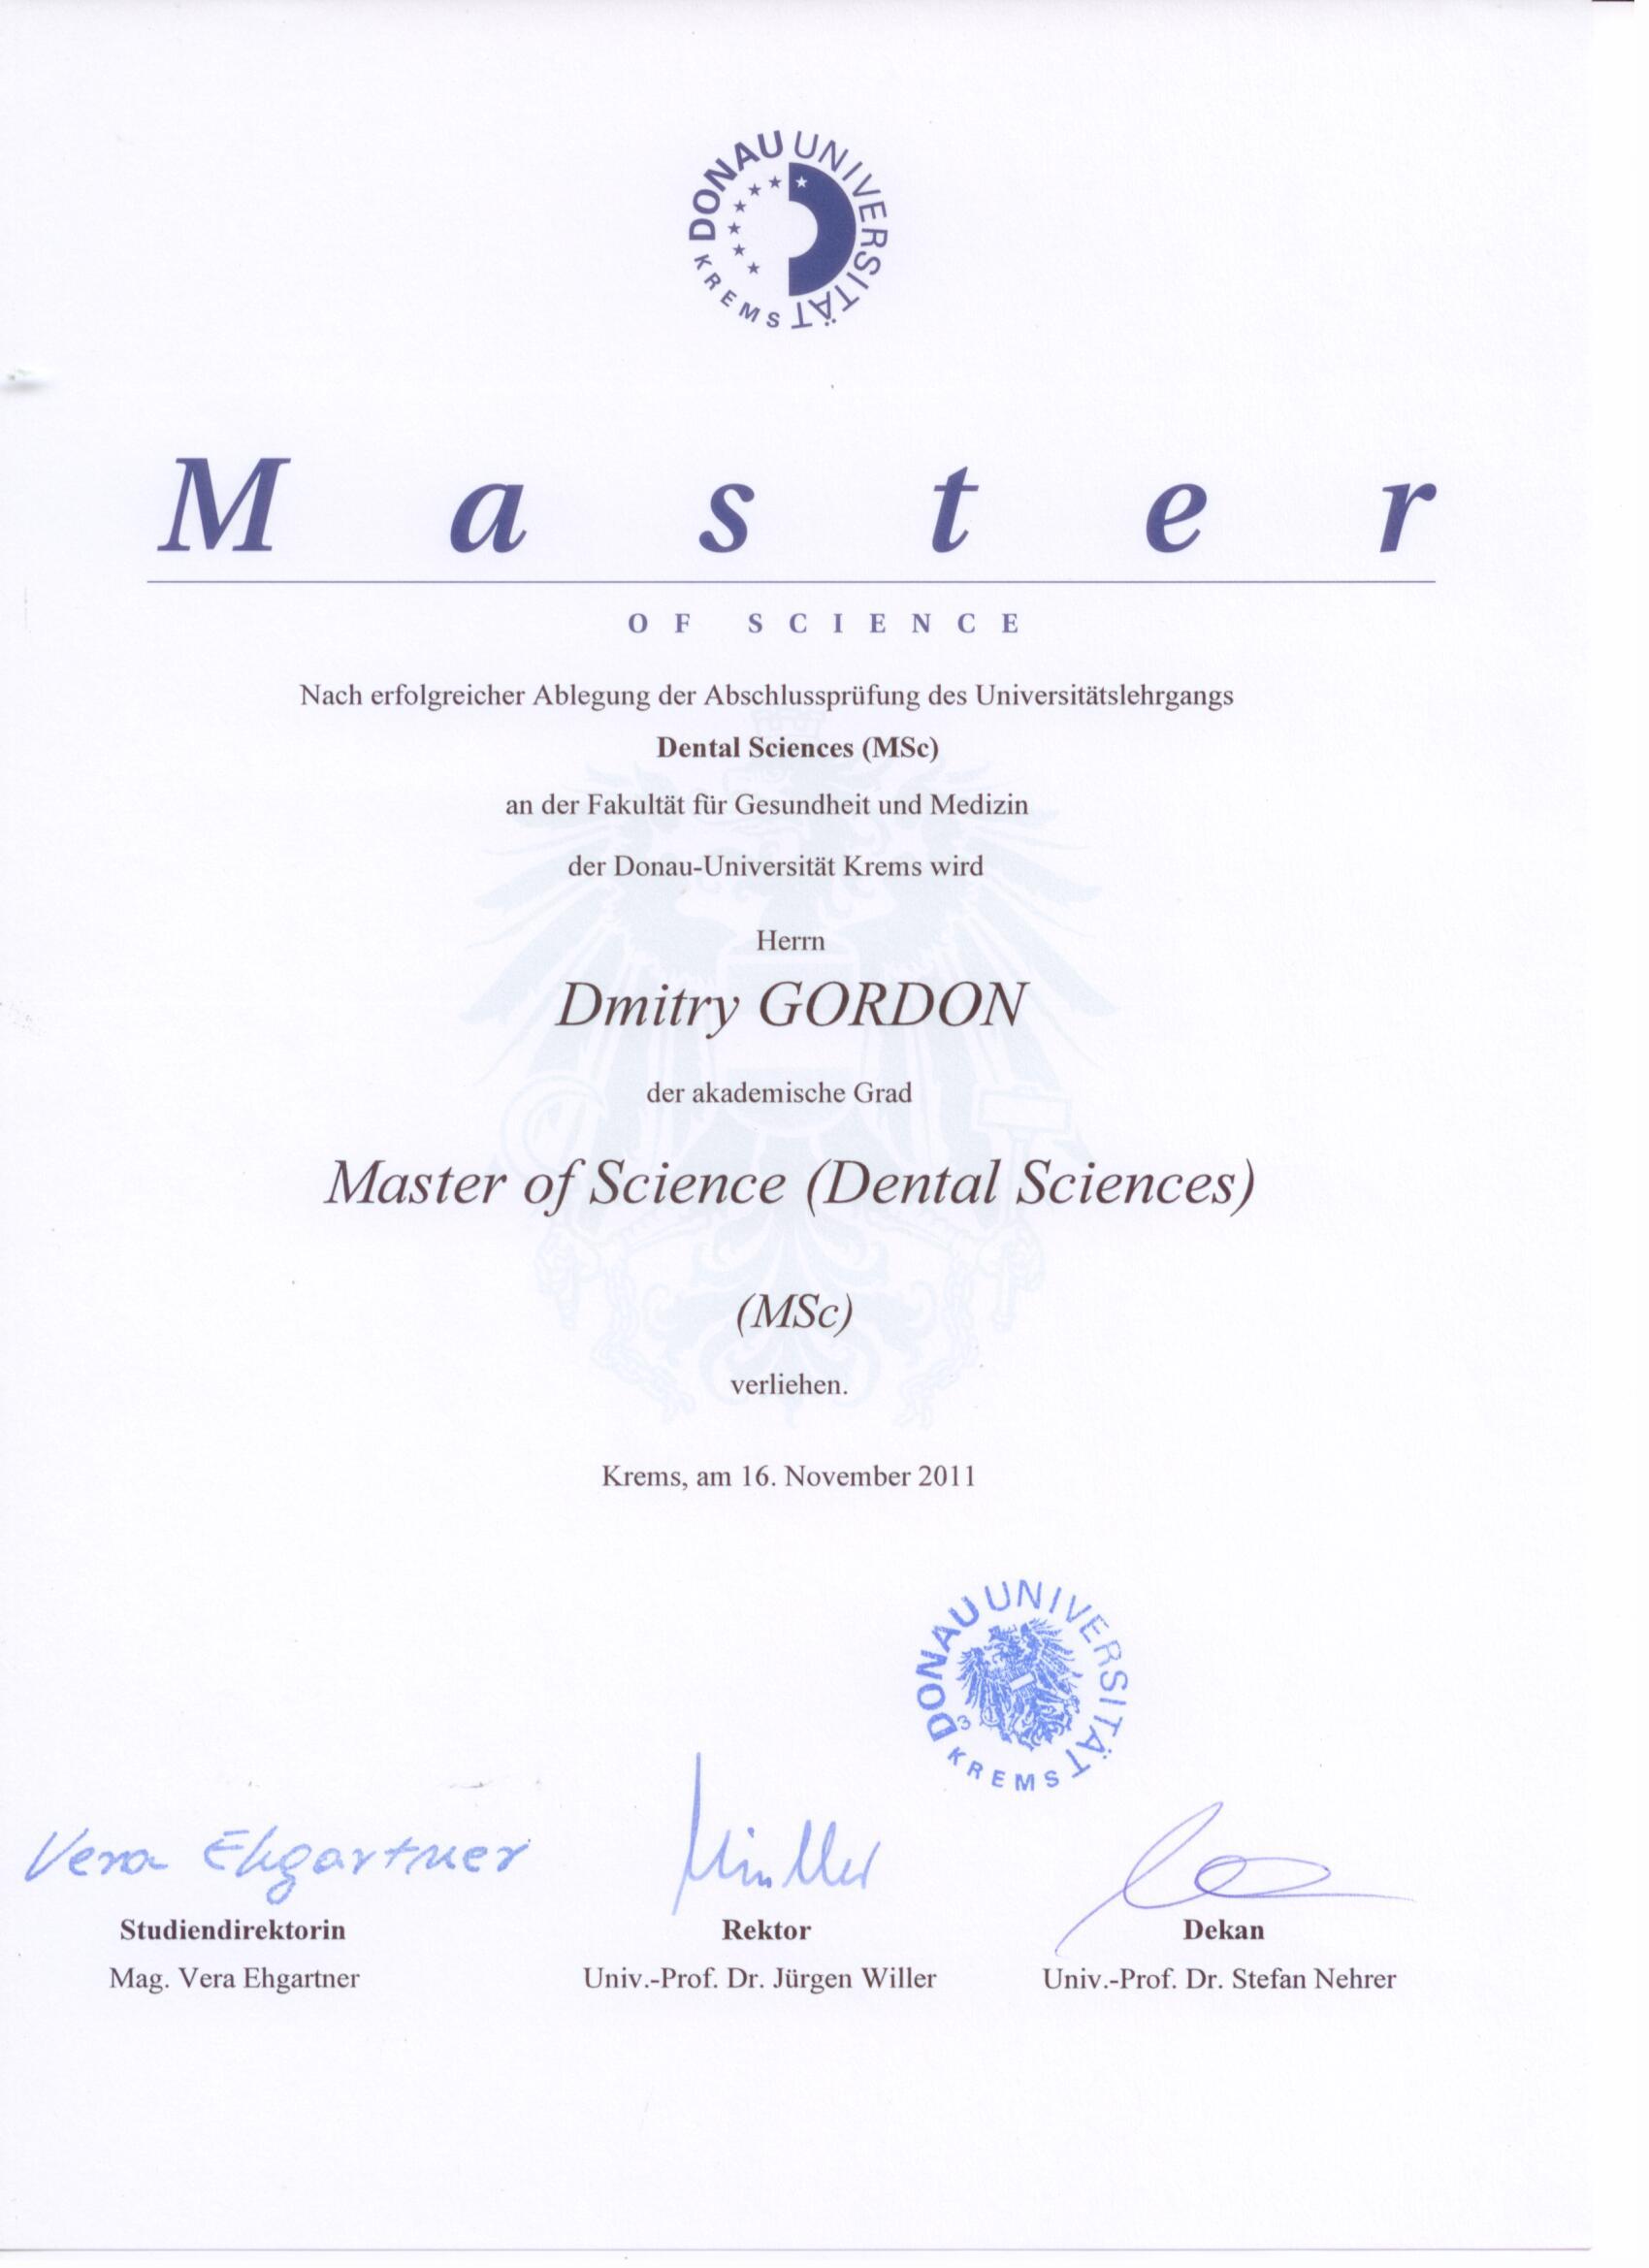 DONAU UNIVERSITÄT KREMS
Master
OF SCIENCE
Nach erfolgreicher Ablegung der Abschlussprüfung des Universitätslehrgangs
Dental Sciences (MSc)
an der Fakultät für Gesundheit und Medizin
der Donau-Universität Krems wird
Herrn
Dmitry GORDON
der akademische Grad
Master of Science (Dental Sciences)
(MSc)
verliehen.
Krems, am 16. November 2011
DONAU UNIVERSITÄT KREMS
3
Vera Ehgartner
Studiendirektorin
Mag. Vera Ehgartner
Rektor
Univ.-Prof. Dr. Jürgen Willer
Dekan
Univ.-Prof. Dr. Stefan Nehrer